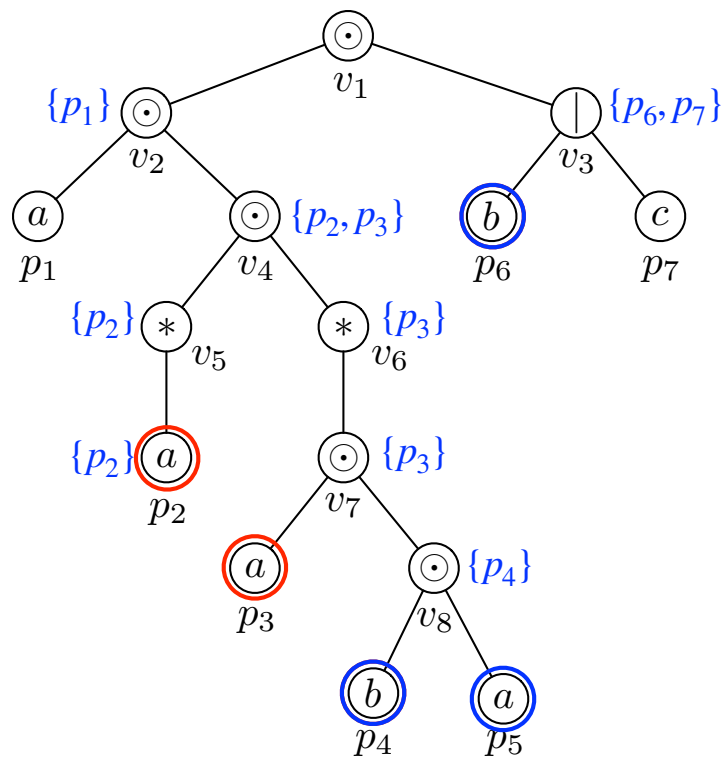 ⊙
v₁
{p₁} ⊙ | {p₆, p₇}
v₂ v₃
a ⊙ {p₂, p₃} b c
p₁ v₄ p₆ p₇
{p₂} * * {p₃}
v₅ v₆
{p₂} a ⊙ {p₃}
p₂ v₇
a ⊙ {p₄}
p₃ v₈
b a
p₄ p₅